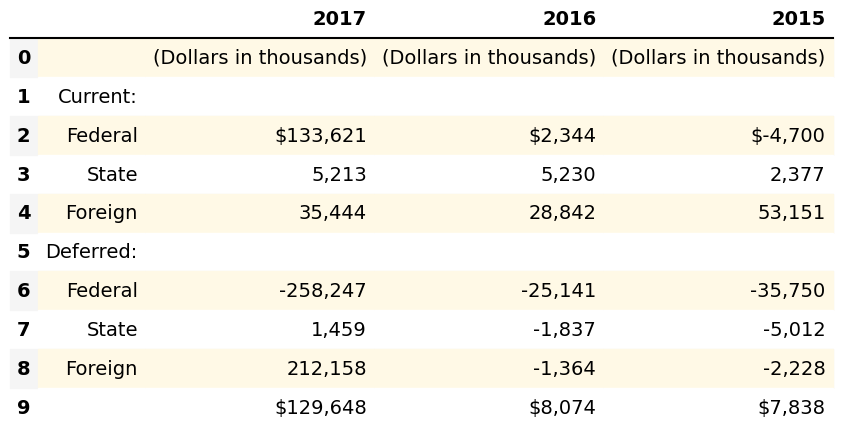 2017 2016 2015
0 (Dollars in thousands) (Dollars in thousands) (Dollars in thousands)
1 Current:
2 Federal $133,621 $2,344 $-4,700
3 State 5,213 5,230 2,377
4 Foreign 35,444 28,842 53,151
5 Deferred:
6 Federal -258,247 -25,141 -35,750
7 State 1,459 -1,837 -5,012
8 Foreign 212,158 -1,364 -2,228
9 $129,648 $8,074 $7,838